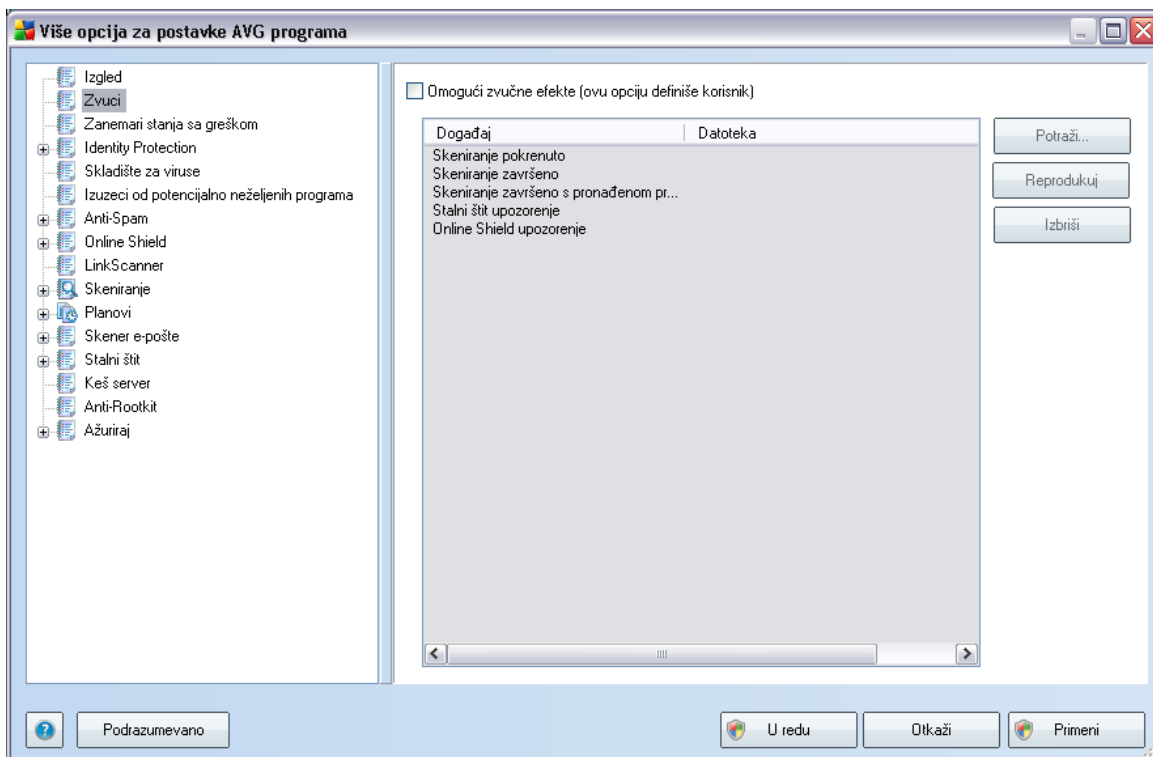 Više opcija za postavke AVG programa
Izgled
Zvuci
Zanemari stanja sa greškom
Identity Protection
Skladište za viruse
Izuzeci od potencijalno neželjenih programa
Anti-Spam
Online Shield
LinkScanner
Skeniranje
Planovi
Skener e-pošte
Stalni štit
Keš server
Anti-Rootkit
Ažuriraj
Omogući zvučne efekte (ovu opciju definiše korisnik)
Događaj Datoteka
Skeniranje pokrenuto
Skeniranje završeno
Skeniranje završeno s pronađenom pr...
Stalni štit upozorenje
Online Shield upozorenje
Potraži...
Reprodukuj
Izbriši
Podrazumevano
U redu
Otkaži
Primeni